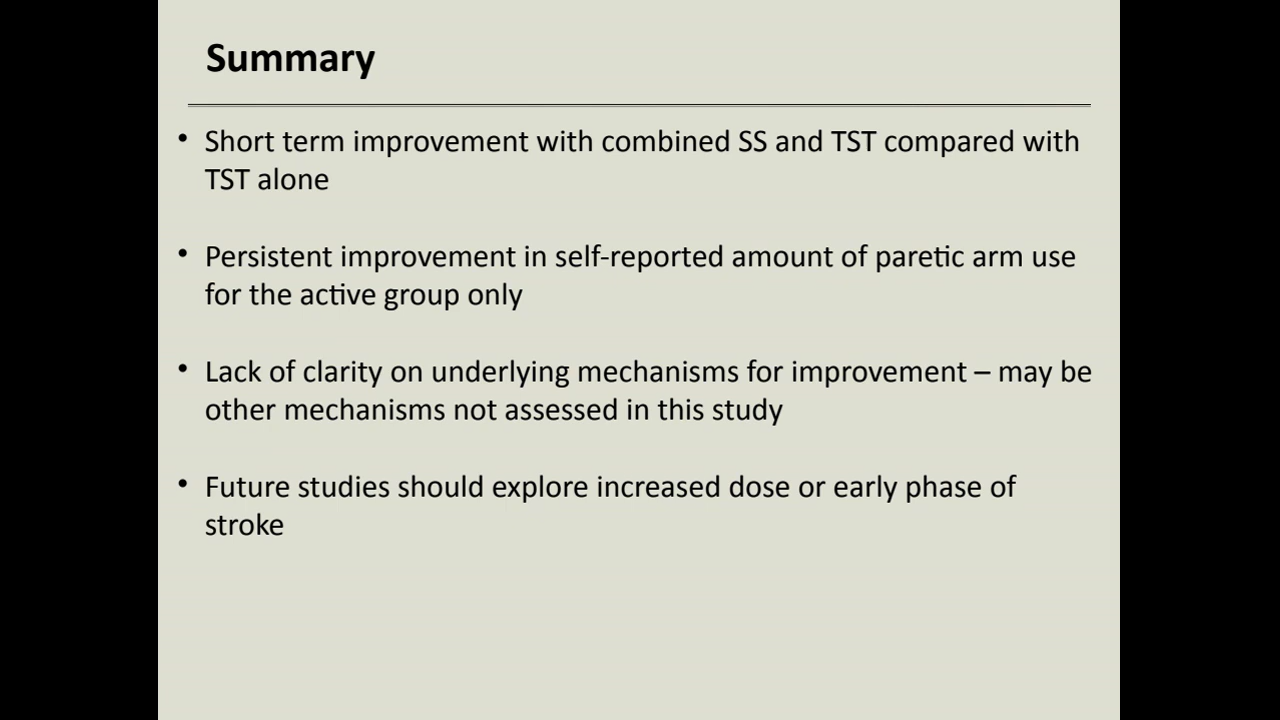 Summary
• Short term improvement with combined SS and TST compared with
TST alone
• Persistent improvement in self-reported amount of paretic arm use
for the active group only
• Lack of clarity on underlying mechanisms for improvement – may be
other mechanisms not assessed in this study
• Future studies should explore increased dose or early phase of
stroke